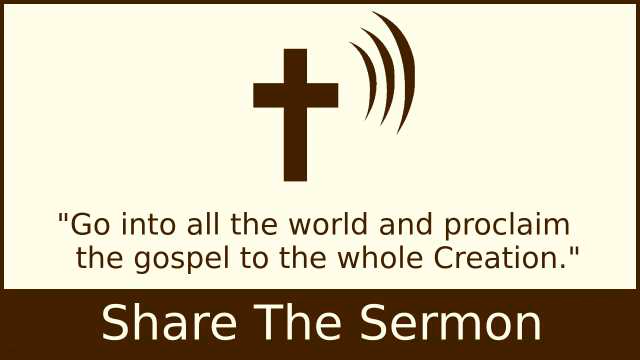 "Go into all the world and proclaim
the gospel to the whole Creation."
Share The Sermon